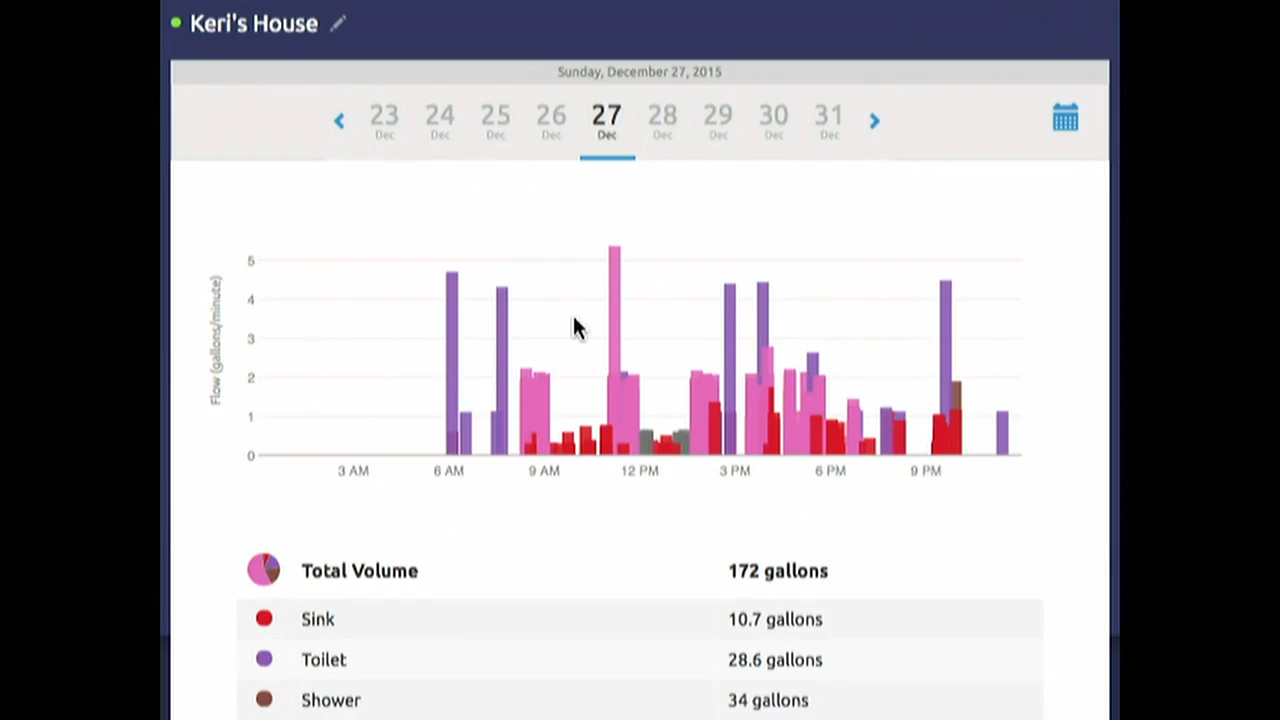 Keri's House
Sunday, December 27, 2015
23 24 25 26 27 28 29 30 31
Dec Dec Dec Dec Dec Dec Dec Dec Dec
Flow (gallons/minute)
5
4
3
2
1
0
3 AM 6 AM 9 AM 12 PM 3 PM 6 PM 9 PM
Total Volume 172 gallons
Sink 10.7 gallons
Toilet 28.6 gallons
Shower 34 gallons